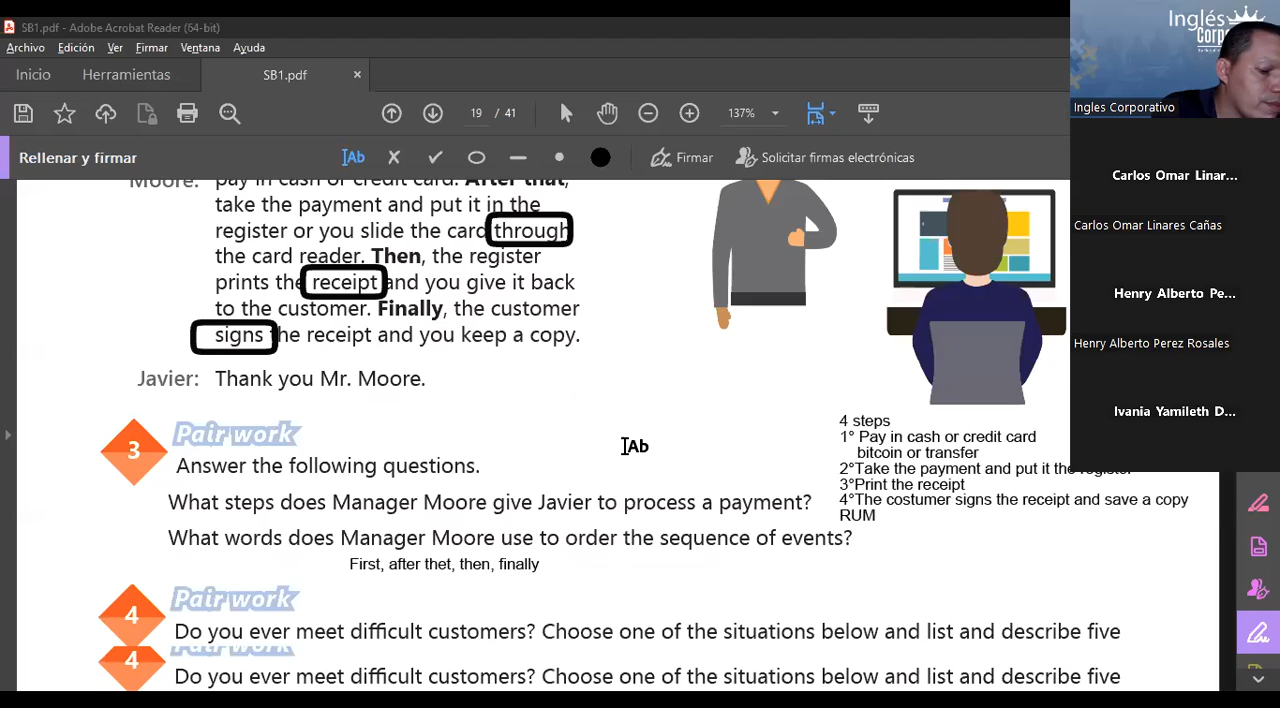 SB1.pdf - Adobe Acrobat Reader (64-bit)
Archivo Edición Ver Firmar Ventana Ayuda
Inicio Herramientas SB1.pdf ×
19 / 41 137%
Rellenar y firmar Ab Firmar Solicitar firmas electrónicas
Inglés
Ingles Corporativo
Carlos Omar Linar...
Carlos Omar Linares Cañas
Henry Alberto Pe...
Henry Alberto Perez Rosales
Ivania Yamileth D...
Moore: pay in cash or credit card. After that,
take the payment and put it in the
register or you slide the card through
the card reader. Then, the register
prints the receipt and you give it back
to the customer. Finally, the customer
signs the receipt and you keep a copy.
Javier: Thank you Mr. Moore.
3 Pair work
Ab
Answer the following questions.
What steps does Manager Moore give Javier to process a payment?
What words does Manager Moore use to order the sequence of events?
First, after thet, then, finally
4 steps
1° Pay in cash or credit card
bitcoin or transfer
2°Take the payment and put it the register
3°Print the receipt
4°The costumer signs the receipt and save a copy
RUM
4 Pair work
Do you ever meet difficult customers? Choose one of the situations below and list and describe five
4 Pair work
Do you ever meet difficult customers? Choose one of the situations below and list and describe five